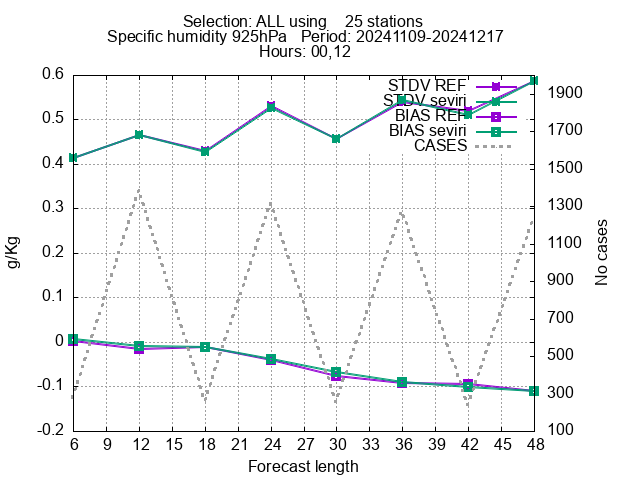 Selection: ALL using    25 stations
Specific humidity 925hPa   Period: 20241109-20241217
Hours: 00,12
0.6
0.5
0.4
0.3
0.2
0.1
0
-0.1
-0.2
g/Kg
STDV REF
STDV seviri
BIAS REF
BIAS seviri
CASES
1900
1700
1500
1300
1100
900
700
500
300
100
No cases
6 9 12 15 18 21 24 27 30 33 36 39 42 45 48
Forecast length